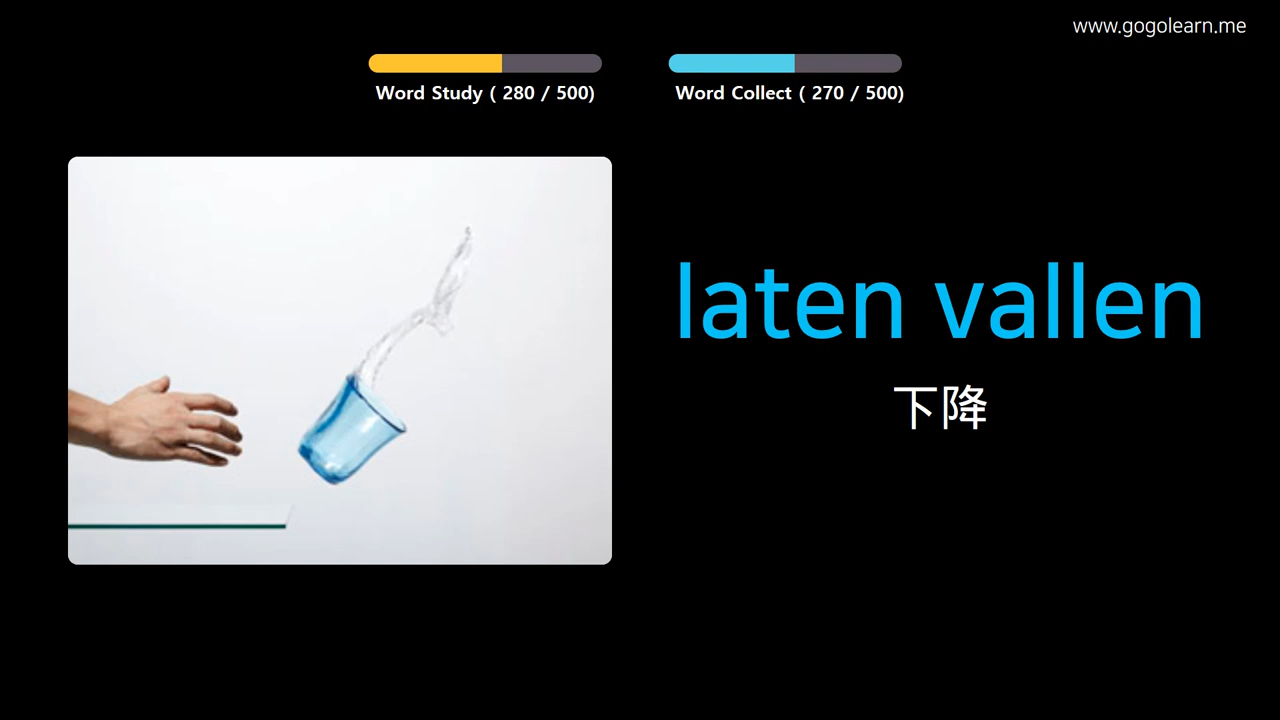 www.gogolearn.me
Word Study ( 280 / 500)
Word Collect ( 270 / 500)
laten vallen
下降